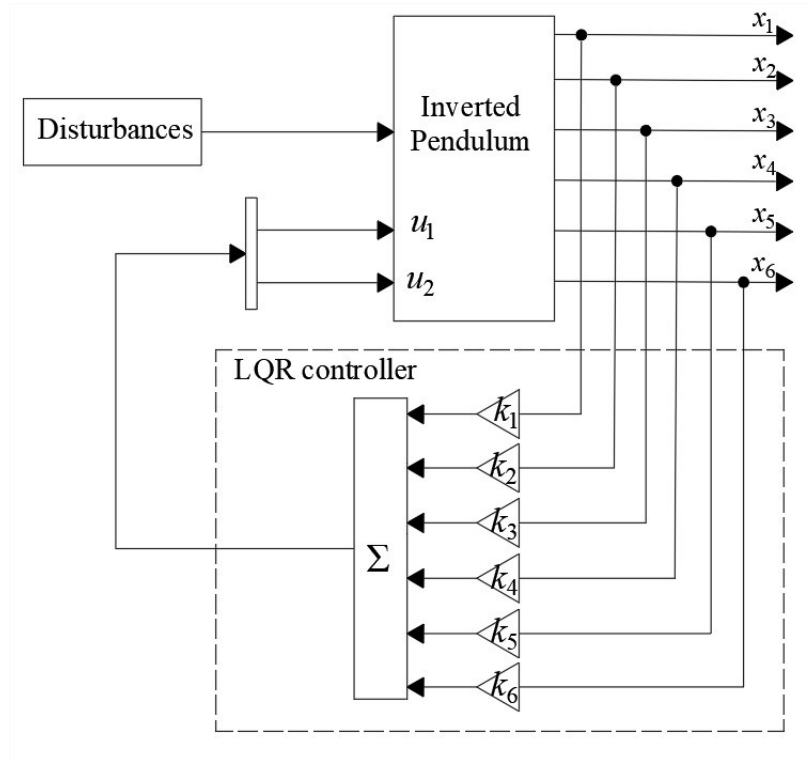 x₁
x₂
Disturbances
Inverted
Pendulum
x₃
x₄
u₁
x₅
u₂
x₆
LQR controller
k₁
k₂
k₃
Σ
k₄
k₅
k₆